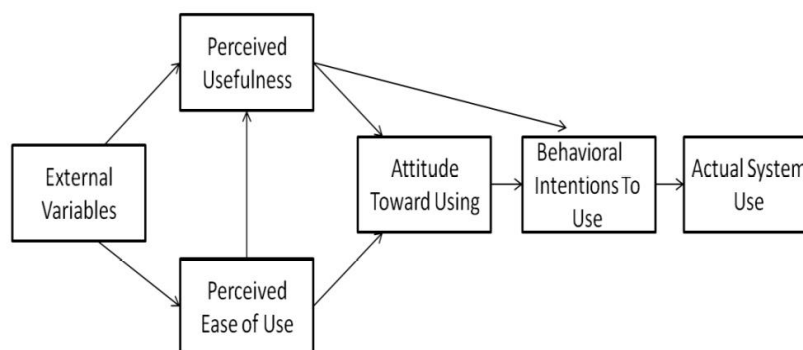 Perceived
Usefulness
External
Variables
Attitude
Toward Using
Behavioral
Intentions To
Use
Actual System
Use
Perceived
Ease of Use